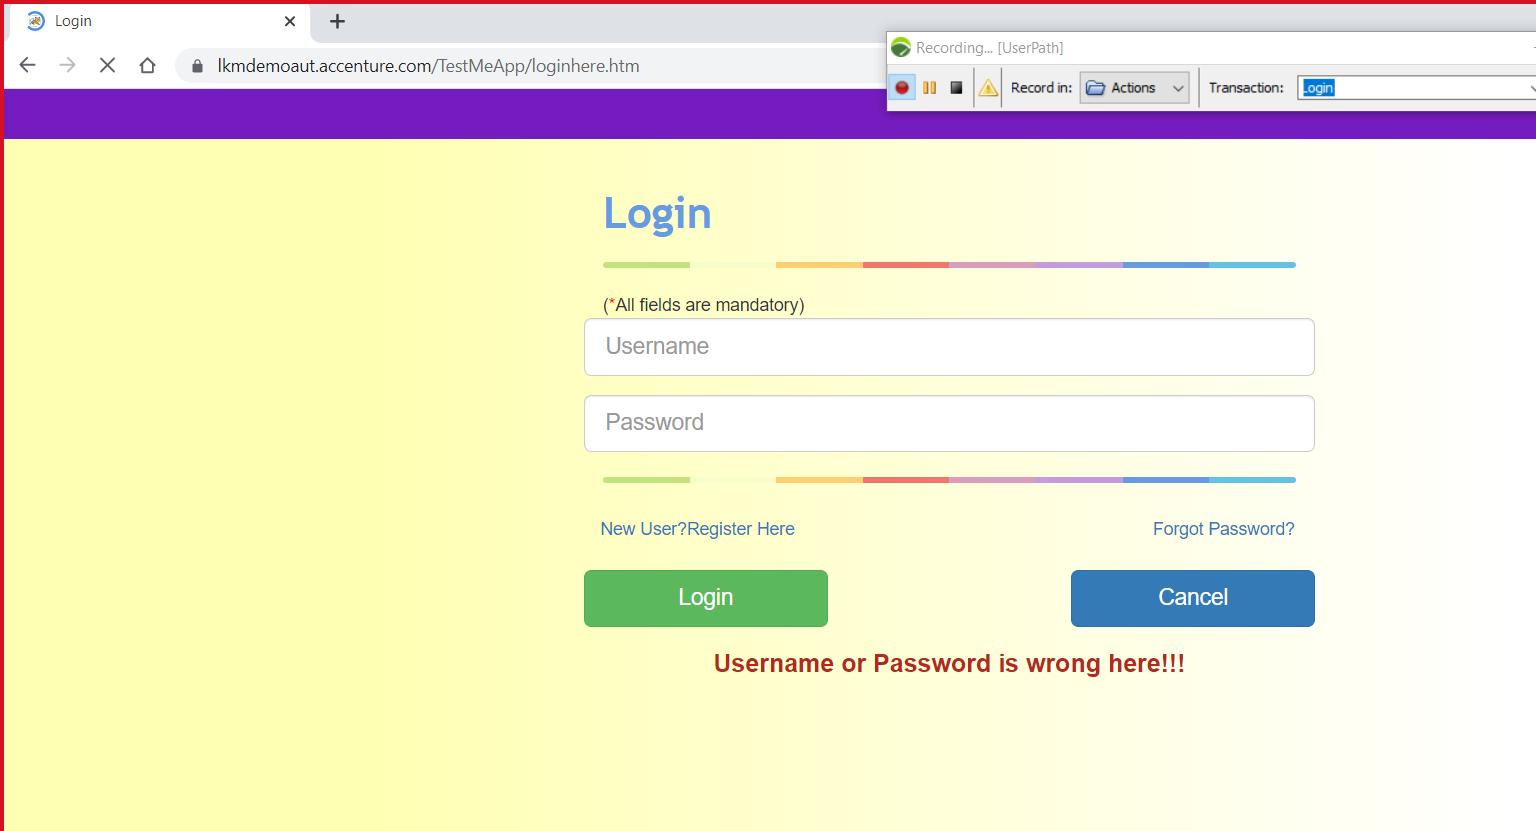 Login
lkmdemoaut.accenture.com/TestMeApp/loginhere.htm
Recording... [UserPath]
Record in: Actions Transaction: Login
Login
(*All fields are mandatory)
Username
Password
New User?Register Here Forgot Password?
Login Cancel
Username or Password is wrong here!!!